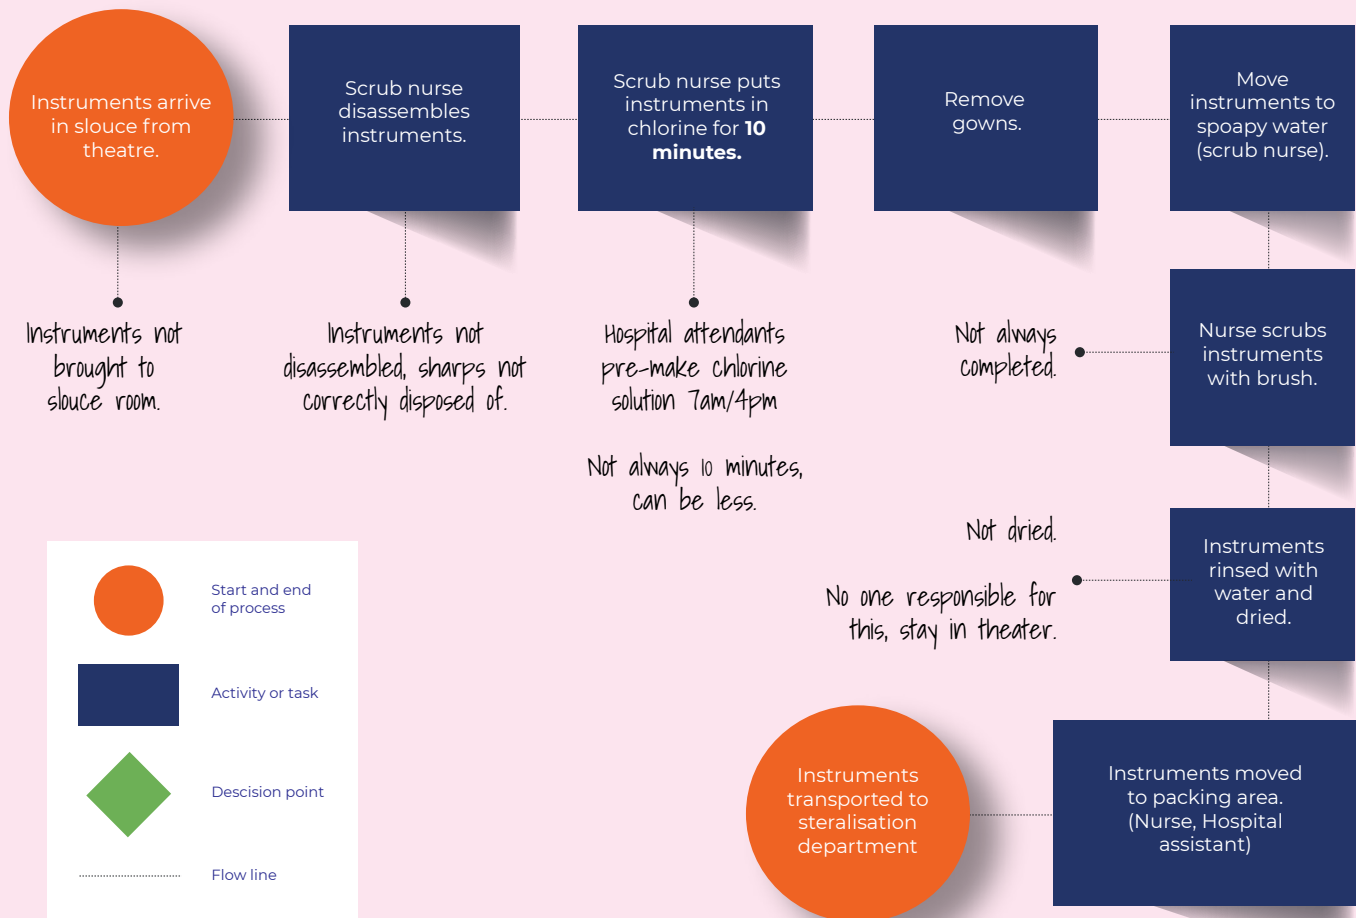 Instruments arrive
in slouce from
theatre.
Scrub nurse
disassembles
instruments.
Scrub nurse puts
instruments in
chlorine for 10
minutes.
Remove
gowns.
Move
instruments to
spoapy water
(scrub nurse).
Instruments not
brought to
slouce room.
Instruments not
disassembled, sharps not
correctly disposed of.
Hospital attendants
pre-make chlorine
solution 7am/4pm
Not always 10 minutes,
can be less.
Not always
completed.
Nurse scrubs
instruments
with brush.
Not dried.
No one responsible for
this, stay in theater.
Instruments
rinsed with
water and
dried.
Instruments
transported to
steralisation
department
Instruments moved
to packing area.
(Nurse, Hospital
assistant)
Start and end
of process
Activity or task
Descision point
Flow line